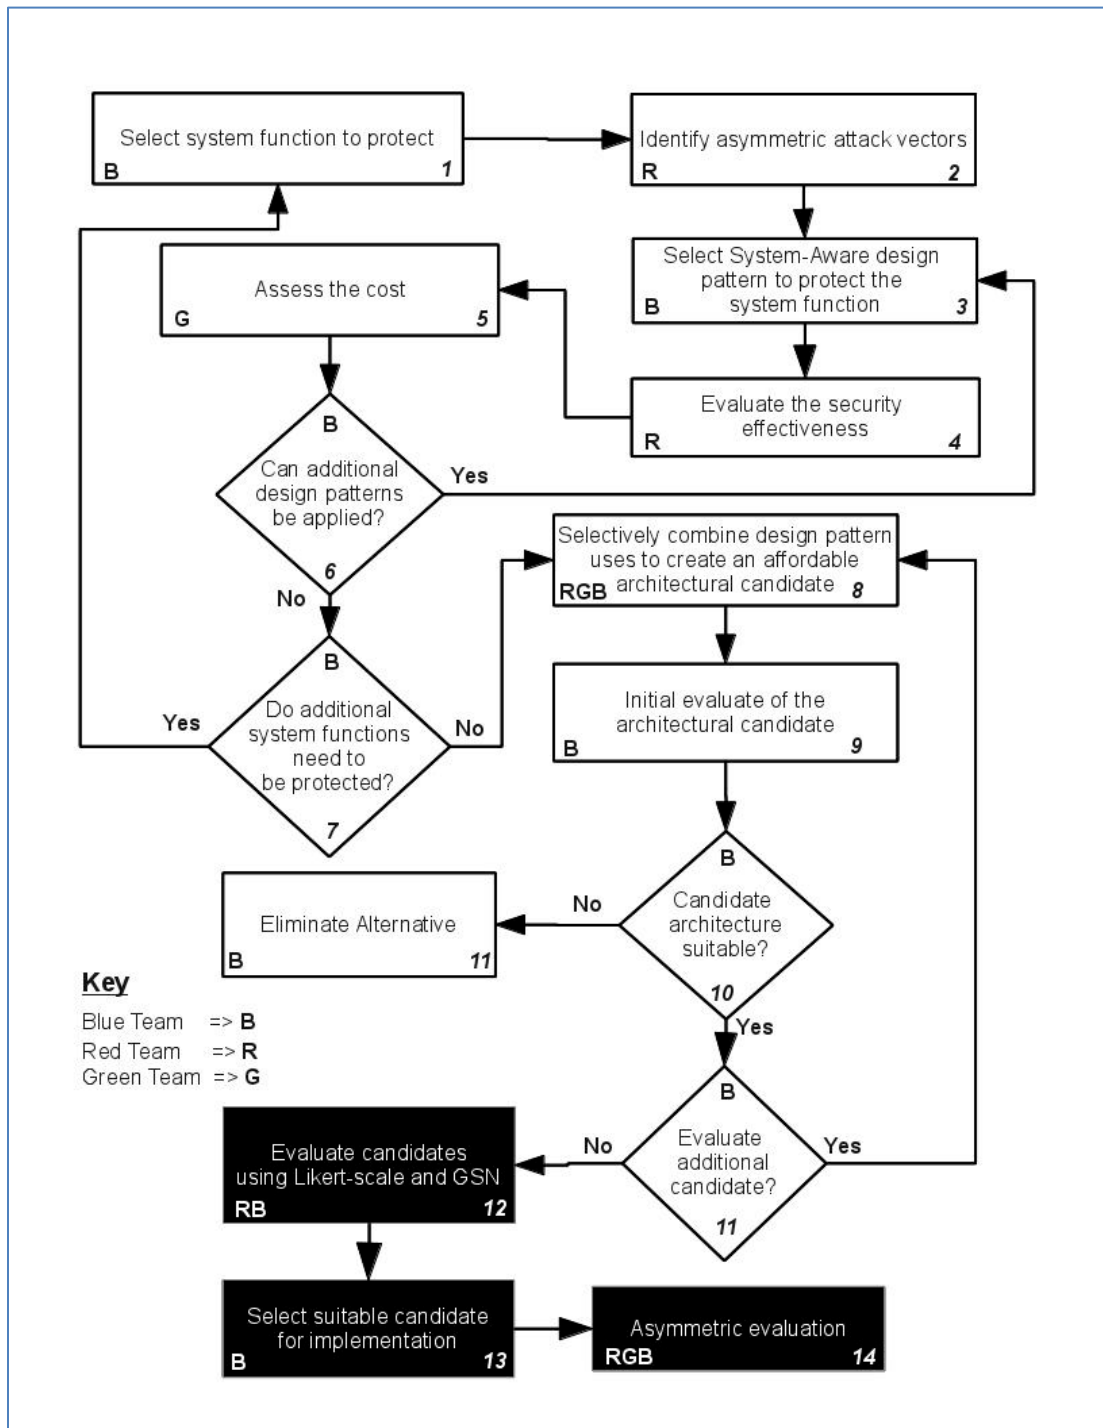 Select system function to protect
B
1
Identify asymmetric attack vectors
R
2
Select System-Aware design
pattern to protect the
system function
B
3
Evaluate the security
effectiveness
R
4
Assess the cost
G
5
B
Can additional
design patterns
be applied?
6
Yes
No
B
Do additional
system functions
need to
be protected?
7
Yes
No
Selectively combine design pattern
uses to create an affordable
architectural candidate
RGB
8
Initial evaluate of the
architectural candidate
B
9
B
Candidate
architecture
suitable?
10
No
Yes
Eliminate Alternative
B
11
Key
Blue Team => B
Red Team => R
Green Team => G
B
Evaluate
additional
candidate?
11
No
Yes
Evaluate candidates
using Likert-scale and GSN
RB
12
Select suitable candidate
for implementation
B
13
Asymmetric evaluation
RGB
14